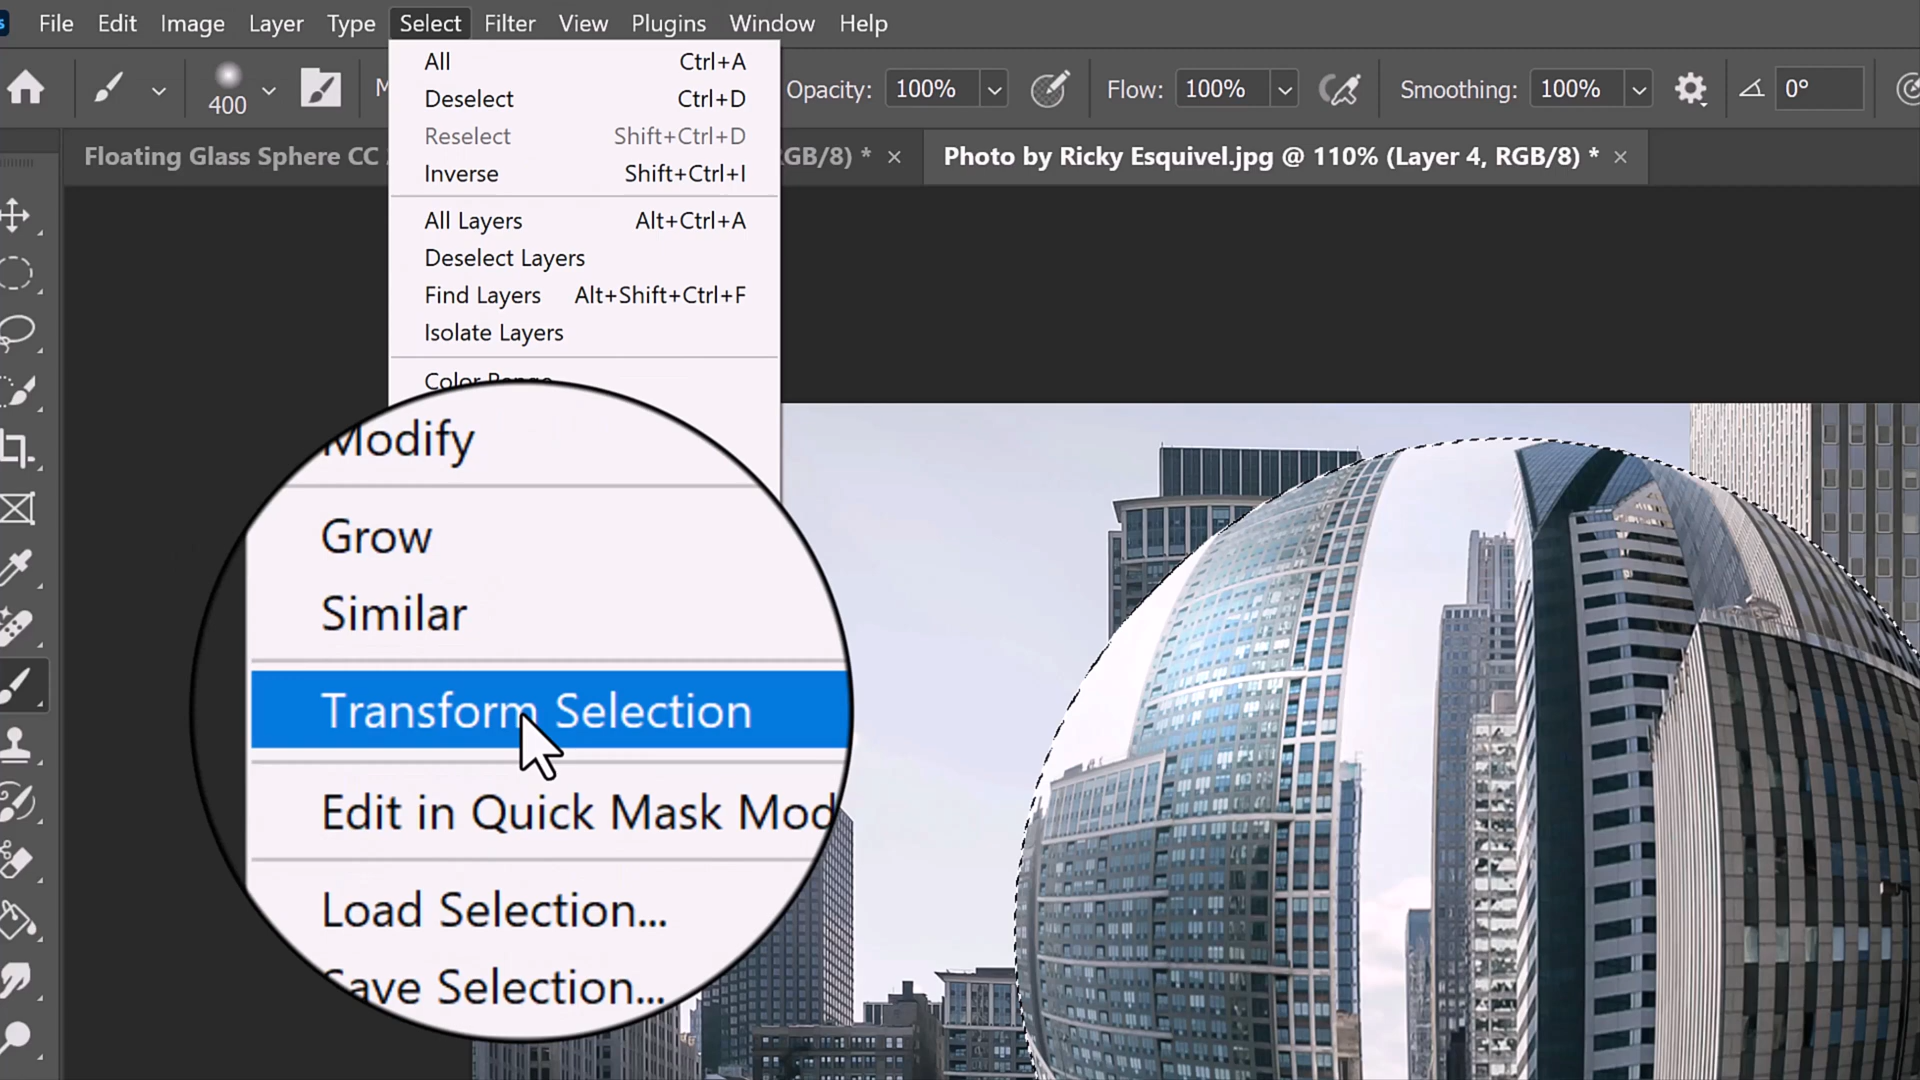 File Edit Image Layer Type Select Filter View Plugins Window Help
400 Opacity: 100% Flow: 100% Smoothing: 100% 0°
Floating Glass Sphere CC GB/8) * × Photo by Ricky Esquivel.jpg @ 110% (Layer 4, RGB/8) * ×
All Ctrl+A
Deselect Ctrl+D
Reselect Shift+Ctrl+D
Inverse Shift+Ctrl+I
All Layers Alt+Ctrl+A
Deselect Layers
Find Layers Alt+Shift+Ctrl+F
Isolate Layers
Color Range
Modify
Grow
Similar
Transform Selection
Edit in Quick Mask Mod
Load Selection...
Save Selection...